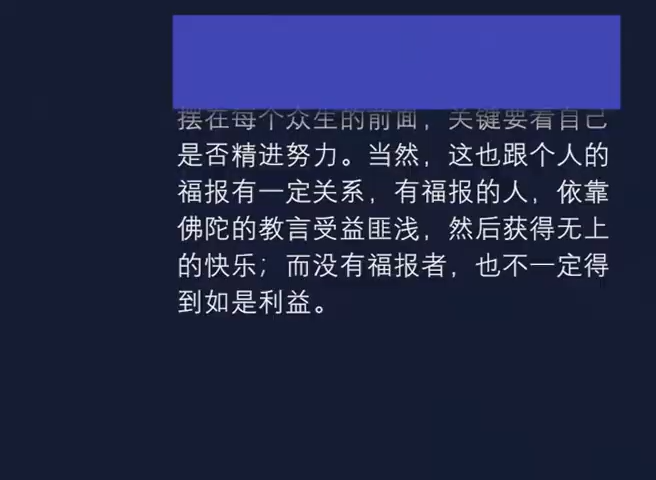 摆在每个众生的前面，关键要看自己
是否精进努力。当然，这也跟个人的
福报有一定关系，有福报的人，依靠
佛陀的教言受益匪浅，然后获得无上
的快乐；而没有福报者，也不一定得
到如是利益。